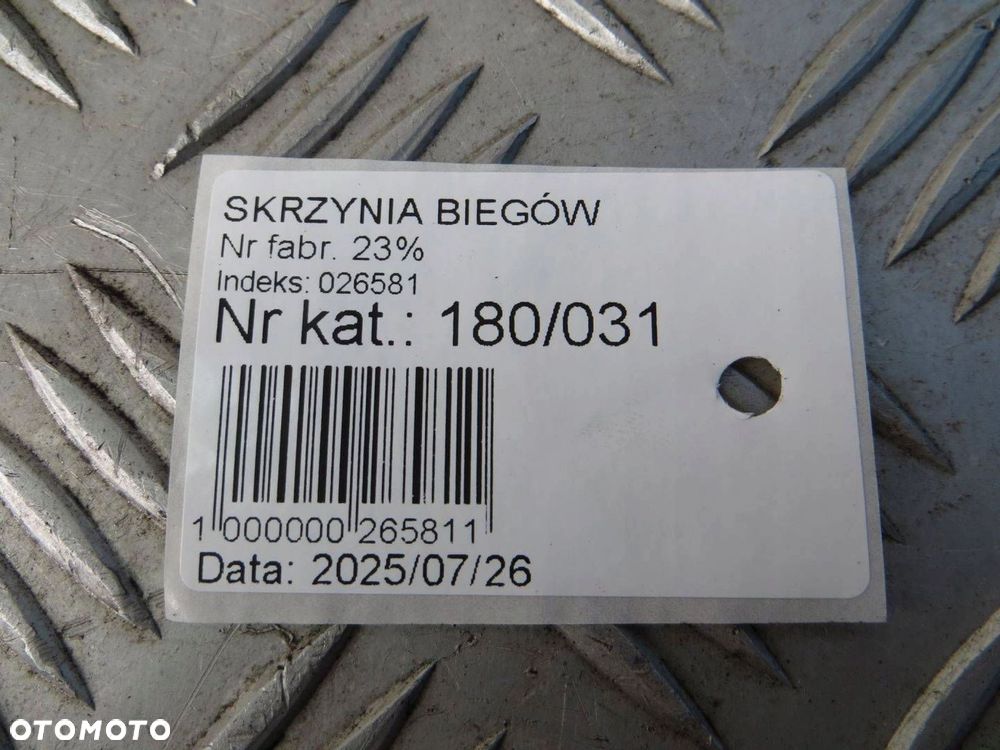 SKRZYNIA BIEGÓW
Nr fabr. 23%
Indeks: 026581
Nr kat.: 180/031
1 000000 265811
Data: 2025/07/26
OTOMOTO